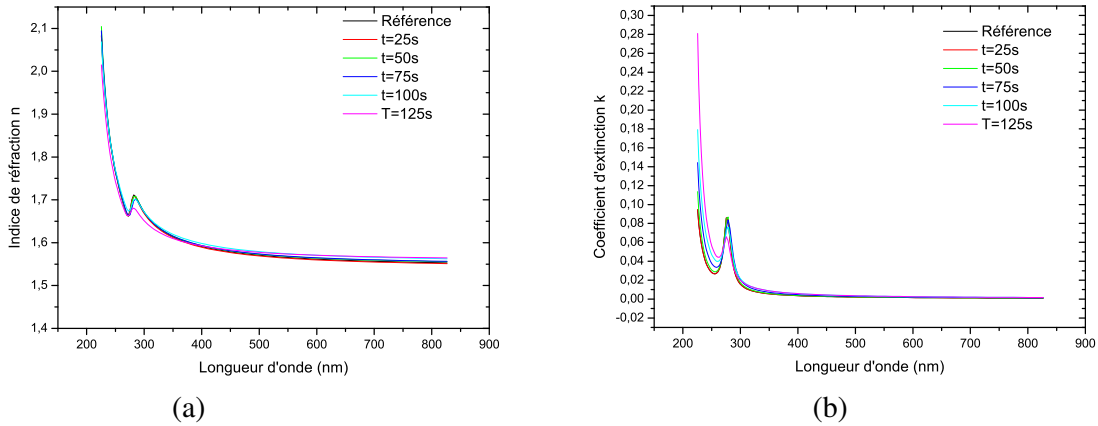 2,1
2,0
1,9
1,8
1,7
1,6
1,5
1,4
Indice de réfraction n
200 300 400 500 600 700 800 900
Longueur d'onde (nm)
Référence
t=25s
t=50s
t=75s
t=100s
T=125s
(a)
0,30
0,28
0,26
0,24
0,22
0,20
0,18
0,16
0,14
0,12
0,10
0,08
0,06
0,04
0,02
0,00
-0,02
Coefficient d'extinction k
200 300 400 500 600 700 800 900
Longueur d'onde (nm)
Référence
t=25s
t=50s
t=75s
t=100s
T=125s
(b)